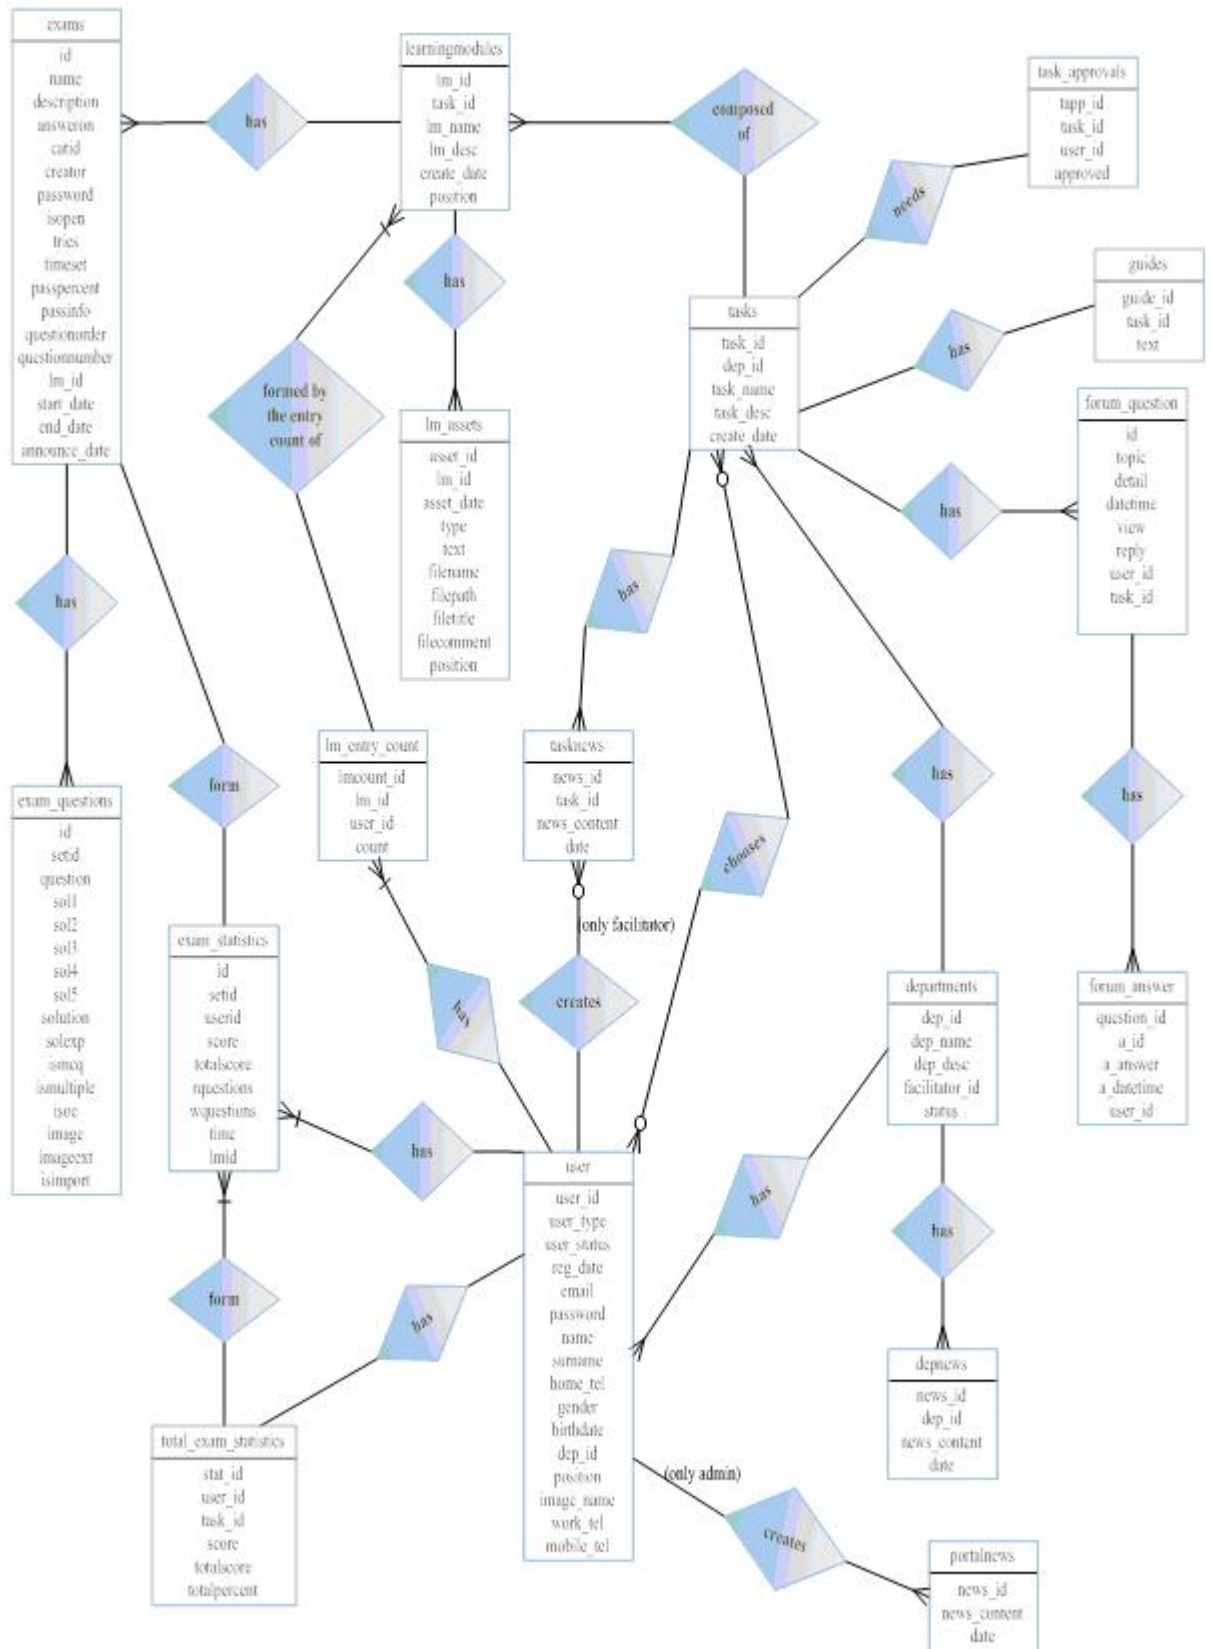 exams
id
name
description
answeron
catid
creator
password
isopen
tries
timeset
passpercent
passinfo
questionorder
questionnumber
lm_id
start_date
end_date
announce_date
has
learningmodules
lm_id
task_id
lm_name
lm_desc
create_date
position
composed
of
task_approvals
tapp_id
task_id
user_id
approved
needs
guides
guide_id
task_id
text
has
tasks
task_id
dep_id
task_name
task_desc
create_date
has
formed by
the entry
count of
lm_assets
asset_id
lm_id
asset_date
type
text
filename
filepath
filetitle
filecomment
position
forum_question
id
topic
detail
datetime
view
reply
user_id
task_id
has
has
has
form
lm_entry_count
lmcount_id
lm_id
user_id
count
tasknews
news_id
task_id
news_content
date
chooses
has
has
exam_questions
id
setid
question
sol1
sol2
sol3
sol4
sol5
solution
solexp
ismcq
ismultiple
isoe
image
imageext
isimport
exam_statistics
id
setid
userid
score
totalscore
rquestions
wquestions
time
lmid
has
(only facilitator)
creates
departments
dep_id
dep_name
dep_desc
facilitator_id
status
forum_answer
question_id
a_id
a_answer
a_datetime
user_id
has
user
user_id
user_type
user_status
reg_date
email
password
name
surname
home_tel
gender
birthdate
dep_id
position
image_name
work_tel
mobile_tel
has
has
form
has
depnews
news_id
dep_id
news_content
date
total_exam_statistics
stat_id
user_id
task_id
score
totalscore
totalpercent
(only admin)
creates
portalnews
news_id
news_content
date